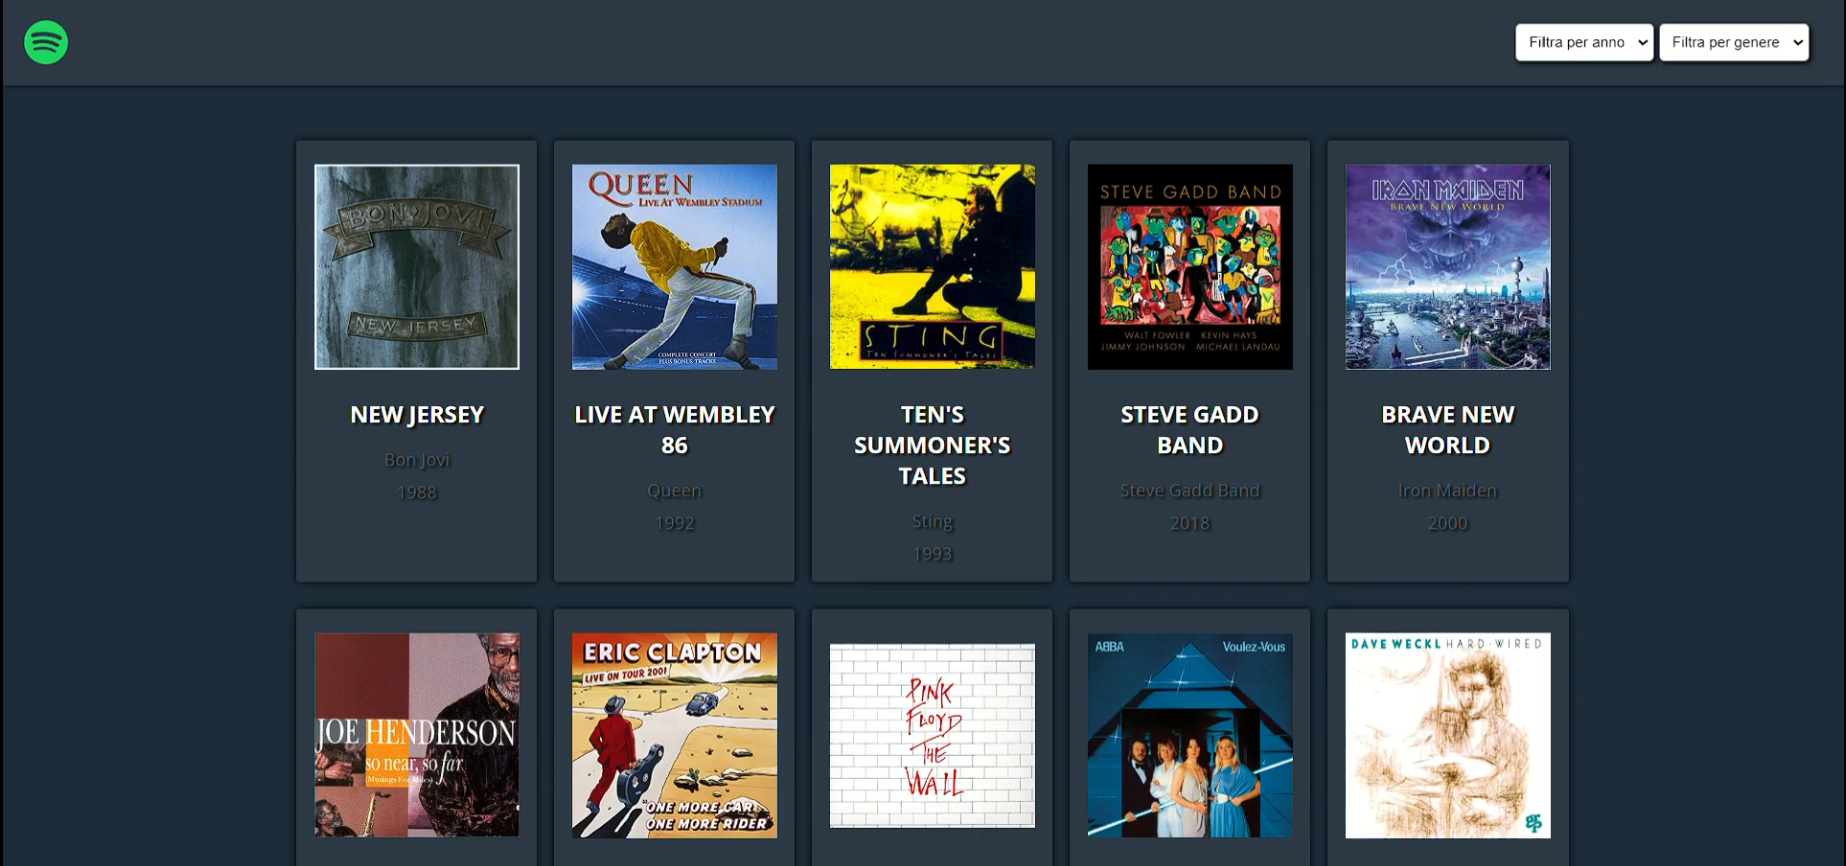 Filtra per anno
Filtra per genere
BON JOVI
NEW JERSEY
QUEEN
LIVE AT WEMBLEY STADIUM
COMPLETE CONCERT
PLUS BONUS TRACKS
STING
TEN SUMMONER'S TALES
STEVE GADD BAND
WALT FOWLER KEVIN HAYS
JIMMY JOHNSON MICHAEL LANDAU
IRON MAIDEN
BRAVE NEW WORLD
NEW JERSEY
Bon Jovi
1988
LIVE AT WEMBLEY
86
Queen
1992
TEN'S
SUMMONER'S
TALES
Sting
1993
STEVE GADD
BAND
Steve Gadd Band
2018
BRAVE NEW
WORLD
Iron Maiden
2000
JOE HENDERSON
so near, so far
(Musings For Miles)
ERIC CLAPTON
LIVE ON TOUR 2001
ONE MORE CAR
ONE MORE RIDER
PINK
FLOYD
THE
WALL
ABBA
Voulez-Vous
DAVE WECKL HARD-WIRED
grp